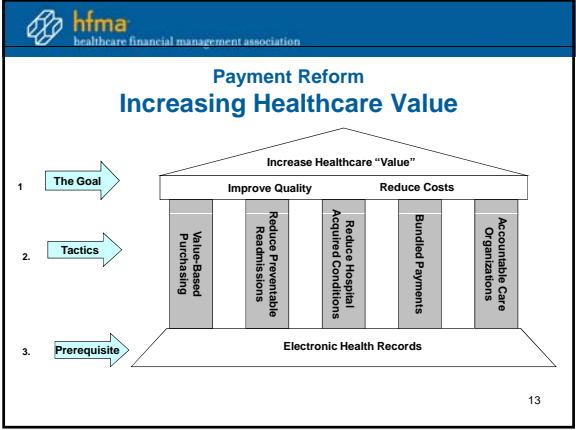 hfma
healthcare financial management association
Payment Reform
Increasing Healthcare Value
Increase Healthcare “Value”
1 The Goal
Improve Quality Reduce Costs
2. Tactics
Value-Based
Purchasing
Reduce Preventable
Readmissions
Reduce Hospital
Acquired Conditions
Bundled Payments
Accountable Care
Organizations
3. Prerequisite
Electronic Health Records
13